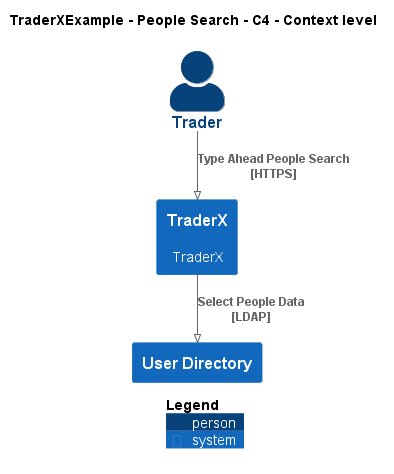 TraderXExample - People Search - C4 - Context level
Trader
Type Ahead People Search
[HTTPS]
TraderX
TraderX
Select People Data
[LDAP]
User Directory
Legend
person
system